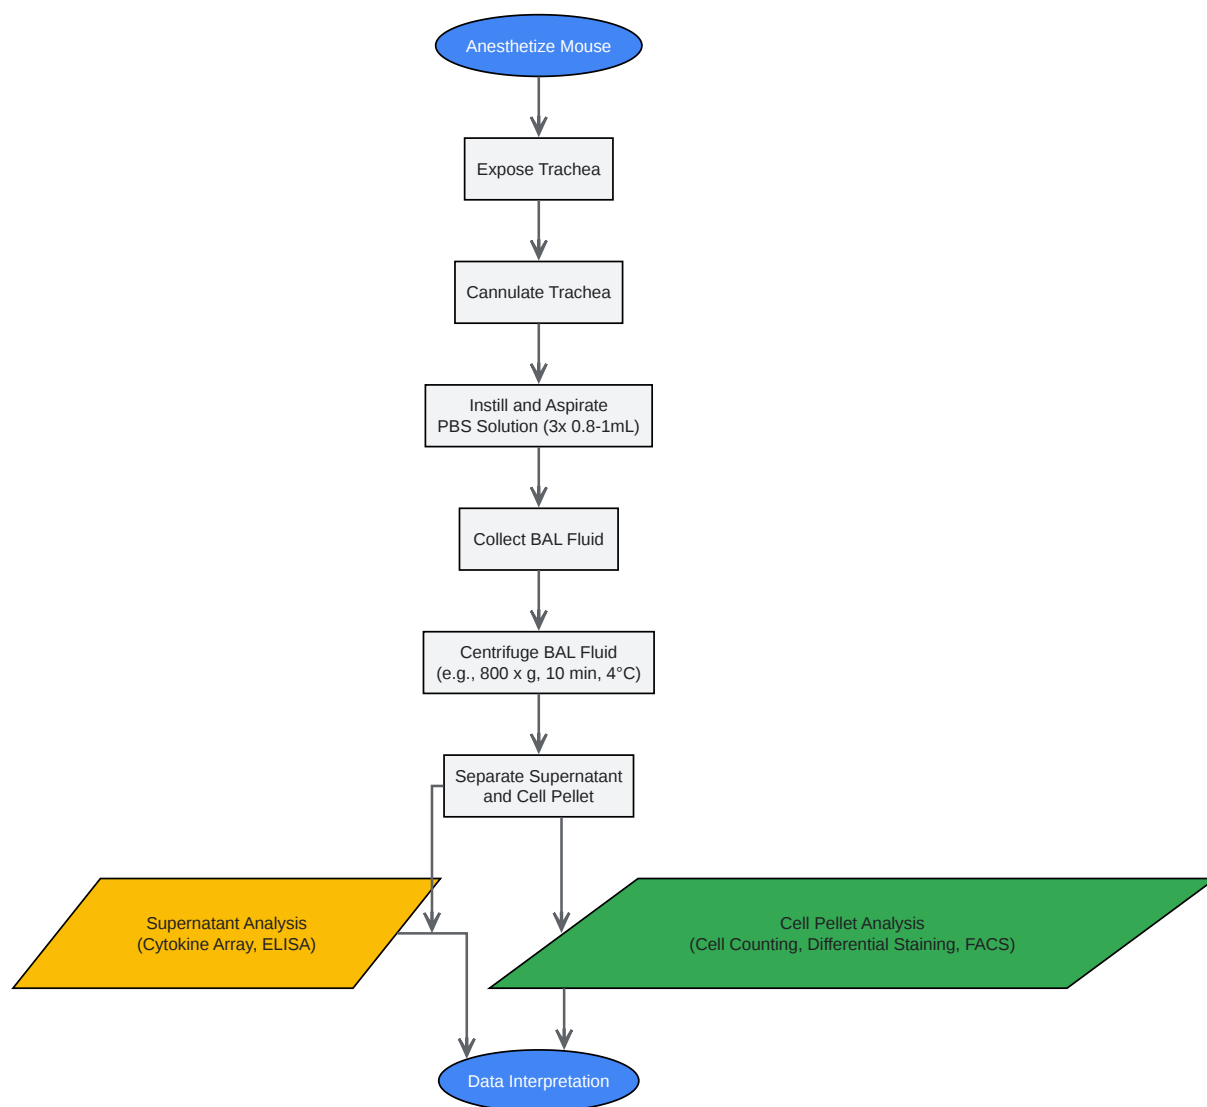 Anesthetize Mouse
Expose Trachea
Cannulate Trachea
Instill and Aspirate
PBS Solution (3x 0.8-1mL)
Collect BAL Fluid
Centrifuge BAL Fluid
(e.g., 800 x g, 10 min, 4°C)
Separate Supernatant
and Cell Pellet
Supernatant Analysis
(Cytokine Array, ELISA)
Cell Pellet Analysis
(Cell Counting, Differential Staining, FACS)
Data Interpretation